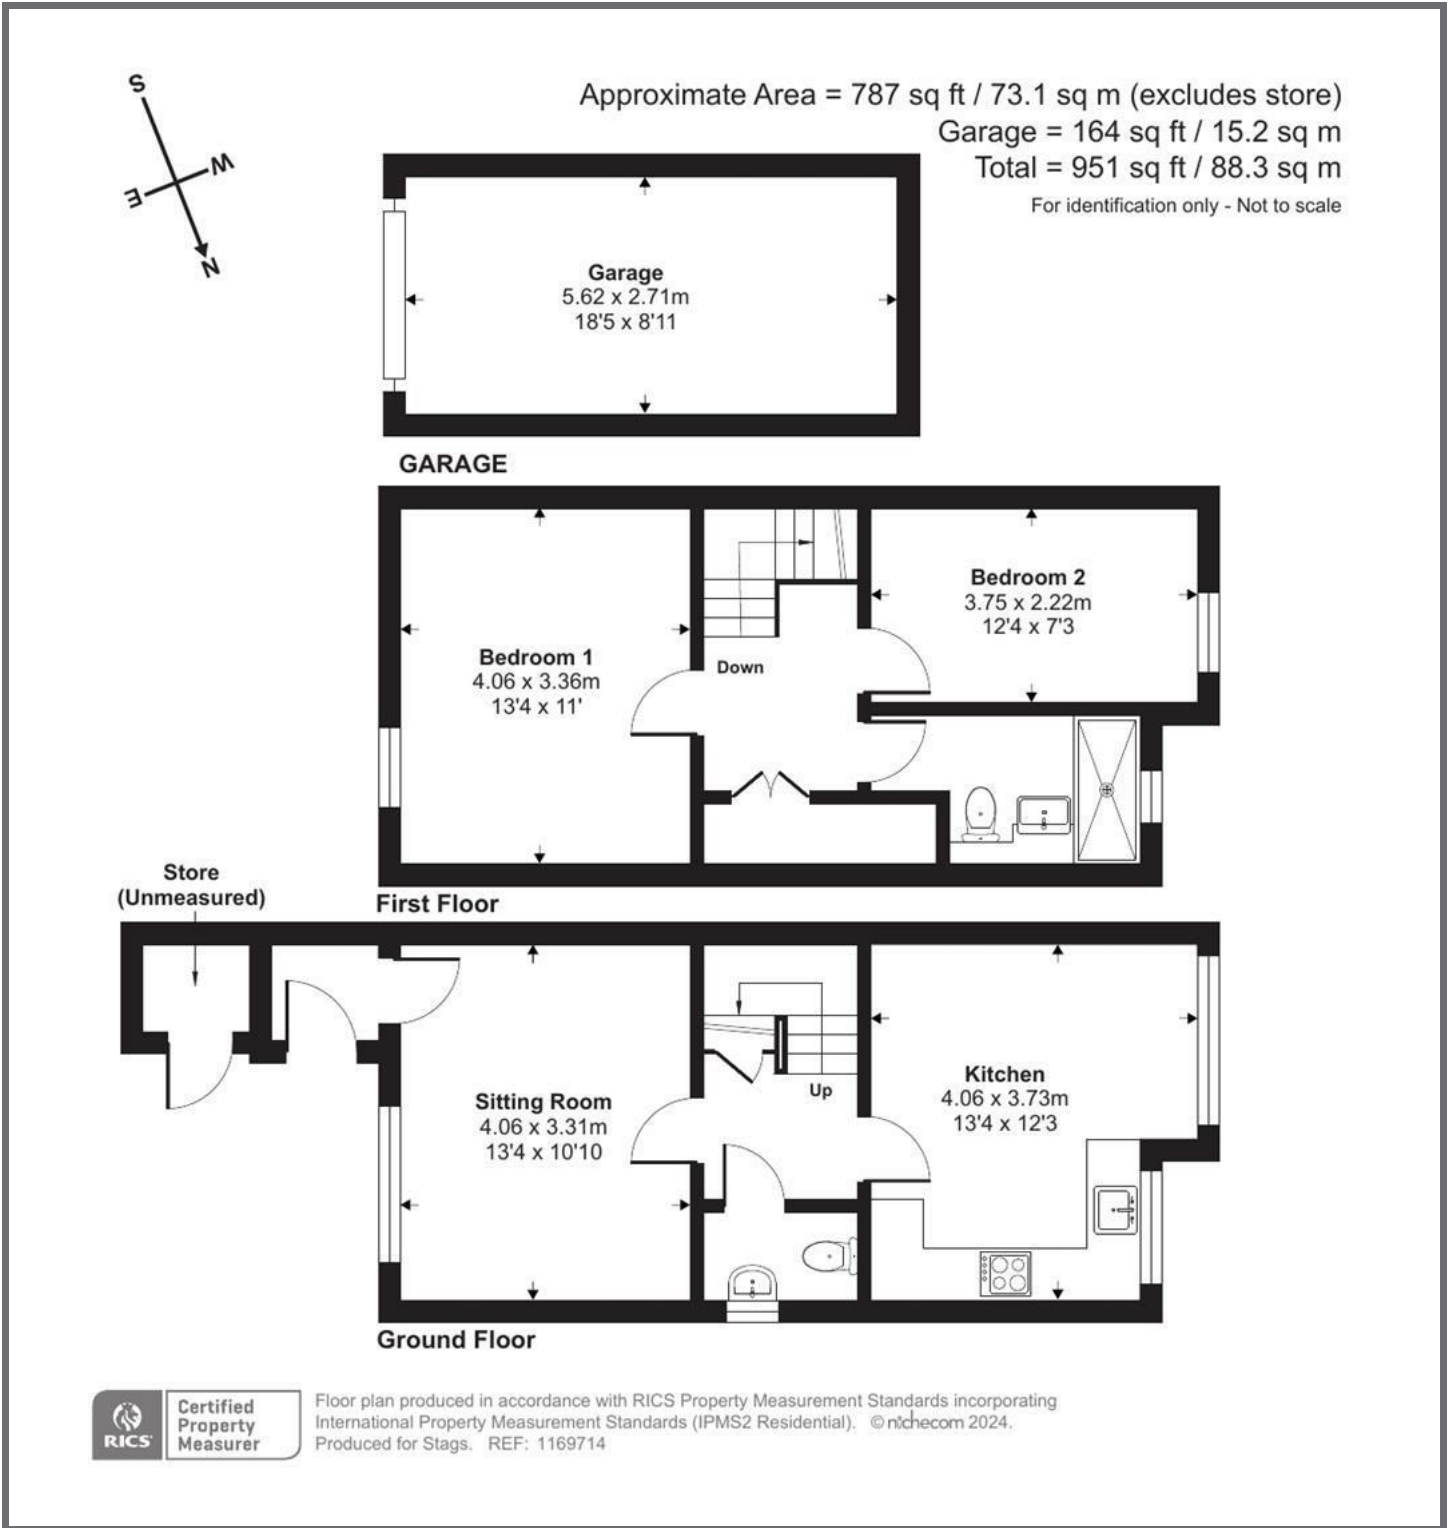 S
W
E
N
Approximate Area = 787 sq ft / 73.1 sq m (excludes store)
Garage = 164 sq ft / 15.2 sq m
Total = 951 sq ft / 88.3 sq m
For identification only - Not to scale
Garage
5.62 x 2.71m
18'5 x 8'11
GARAGE
Bedroom 1
4.06 x 3.36m
13'4 x 11'
Down
Bedroom 2
3.75 x 2.22m
12'4 x 7'3
First Floor
Store
(Unmeasured)
Sitting Room
4.06 x 3.31m
13'4 x 10'10
Up
Kitchen
4.06 x 3.73m
13'4 x 12'3
Ground Floor
RICS
Certified
Property
Measurer
Floor plan produced in accordance with RICS Property Measurement Standards incorporating
International Property Measurement Standards (IPMS2 Residential). © nichecom 2024.
Produced for Stags. REF: 1169714